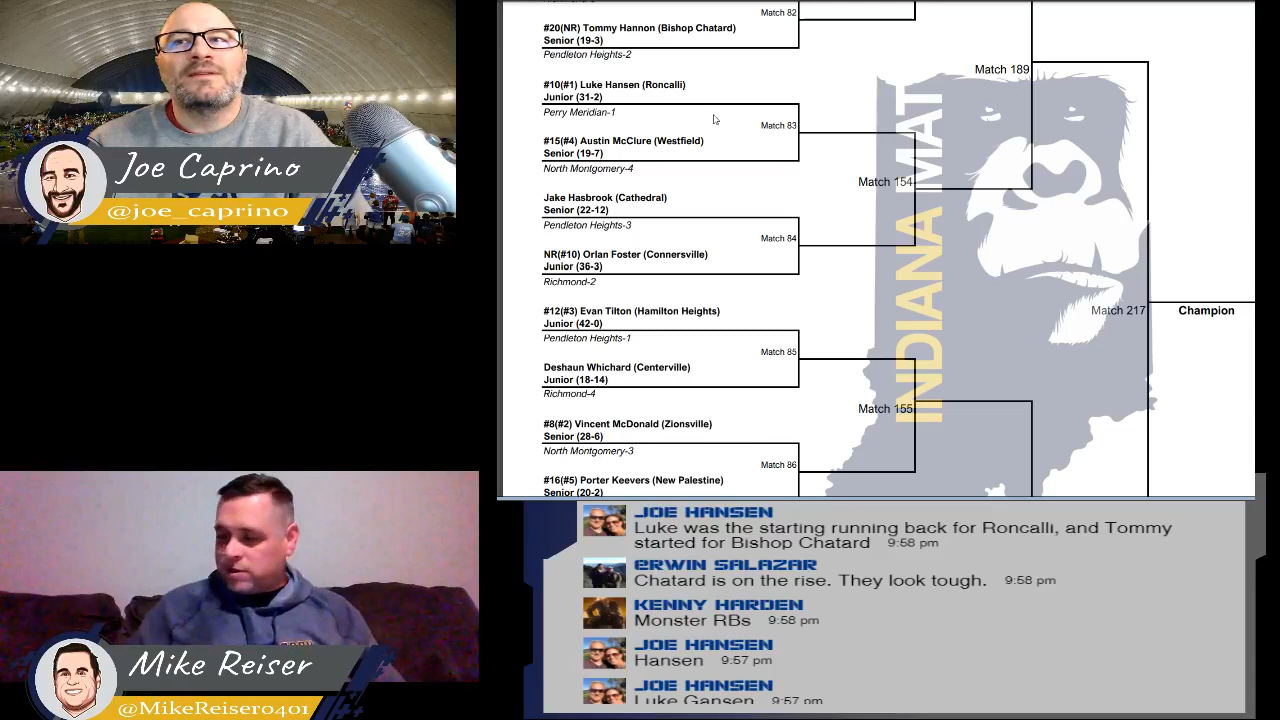 Joe Caprino
@joe_caprino
Mike Reiser
@MikeReiser0401
Match 82
#20(NR) Tommy Hannon (Bishop Chatard)
Senior (19-3)
Pendleton Heights-2
#10(#1) Luke Hansen (Roncalli)
Junior (31-2)
Perry Meridian-1
Match 83
#15(#4) Austin McClure (Westfield)
Senior (19-7)
North Montgomery-4
Jake Hasbrook (Cathedral)
Senior (22-12)
Pendleton Heights-3
Match 84
NR(#10) Orlan Foster (Connersville)
Junior (36-3)
Richmond-2
#12(#3) Evan Tilton (Hamilton Heights)
Junior (42-0)
Pendleton Heights-1
Match 85
Deshaun Whichard (Centerville)
Junior (18-14)
Richmond-4
#8(#2) Vincent McDonald (Zionsville)
Senior (28-6)
North Montgomery-3
Match 86
#16(#5) Porter Keevers (New Palestine)
Senior (20-2)
Match 154
Match 155
Match 189
Match 217
Champion
INDIANA MAT
JOE HANSEN
Luke was the starting running back for Roncalli, and Tommy
started for Bishop Chatard 9:58 pm
ERWIN SALAZAR
Chatard is on the rise. They look tough. 9:58 pm
KENNY HARDEN
Monster RBs 9:58 pm
JOE HANSEN
Hansen 9:57 pm
JOE HANSEN
Luke Gansen 9:57 pm